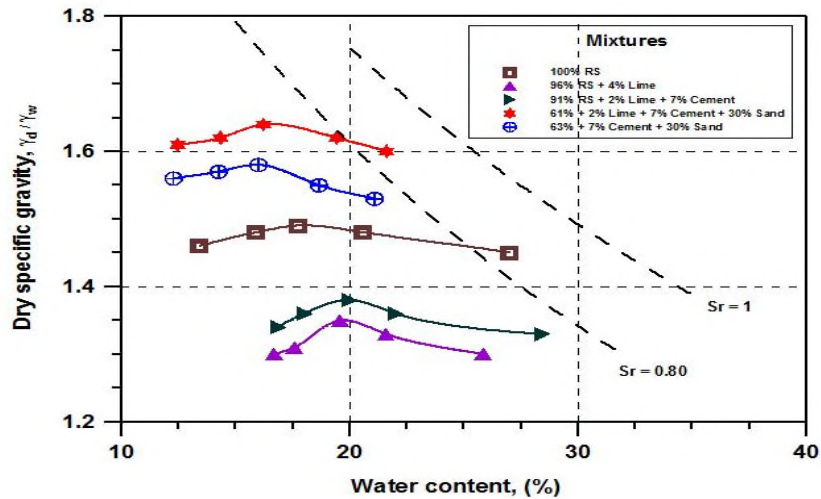 1.8
1.6
1.4
1.2
Dry specific gravity, γd/γw
Mixtures
100% RS
96% RS + 4% Lime
91% RS + 2% Lime + 7% Cement
61% + 2% Lime + 7% Cement + 30% Sand
63% + 7% Cement + 30% Sand
Sr = 1
Sr = 0.80
10 20 30 40
Water content, (%)